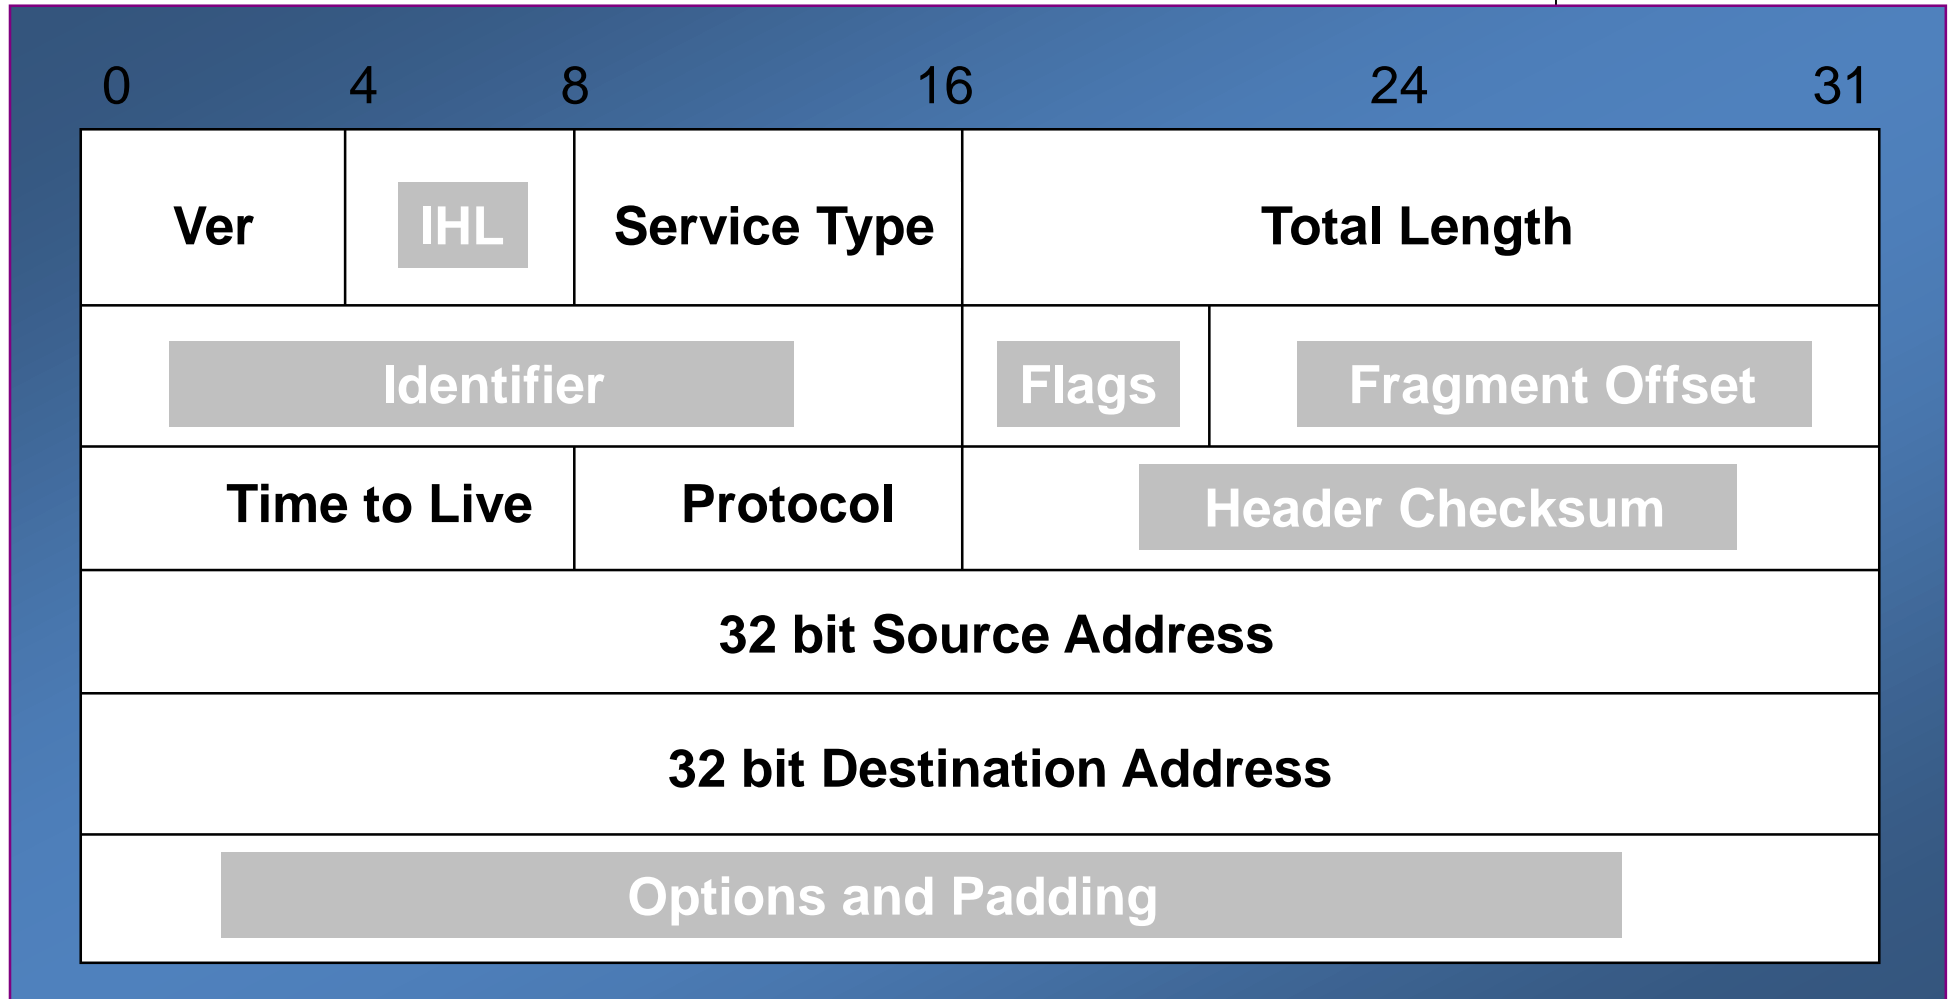 0 4 8 16 24 31
Ver IHL Service Type Total Length
Identifier Flags Fragment Offset
Time to Live Protocol Header Checksum
32 bit Source Address
32 bit Destination Address
Options and Padding